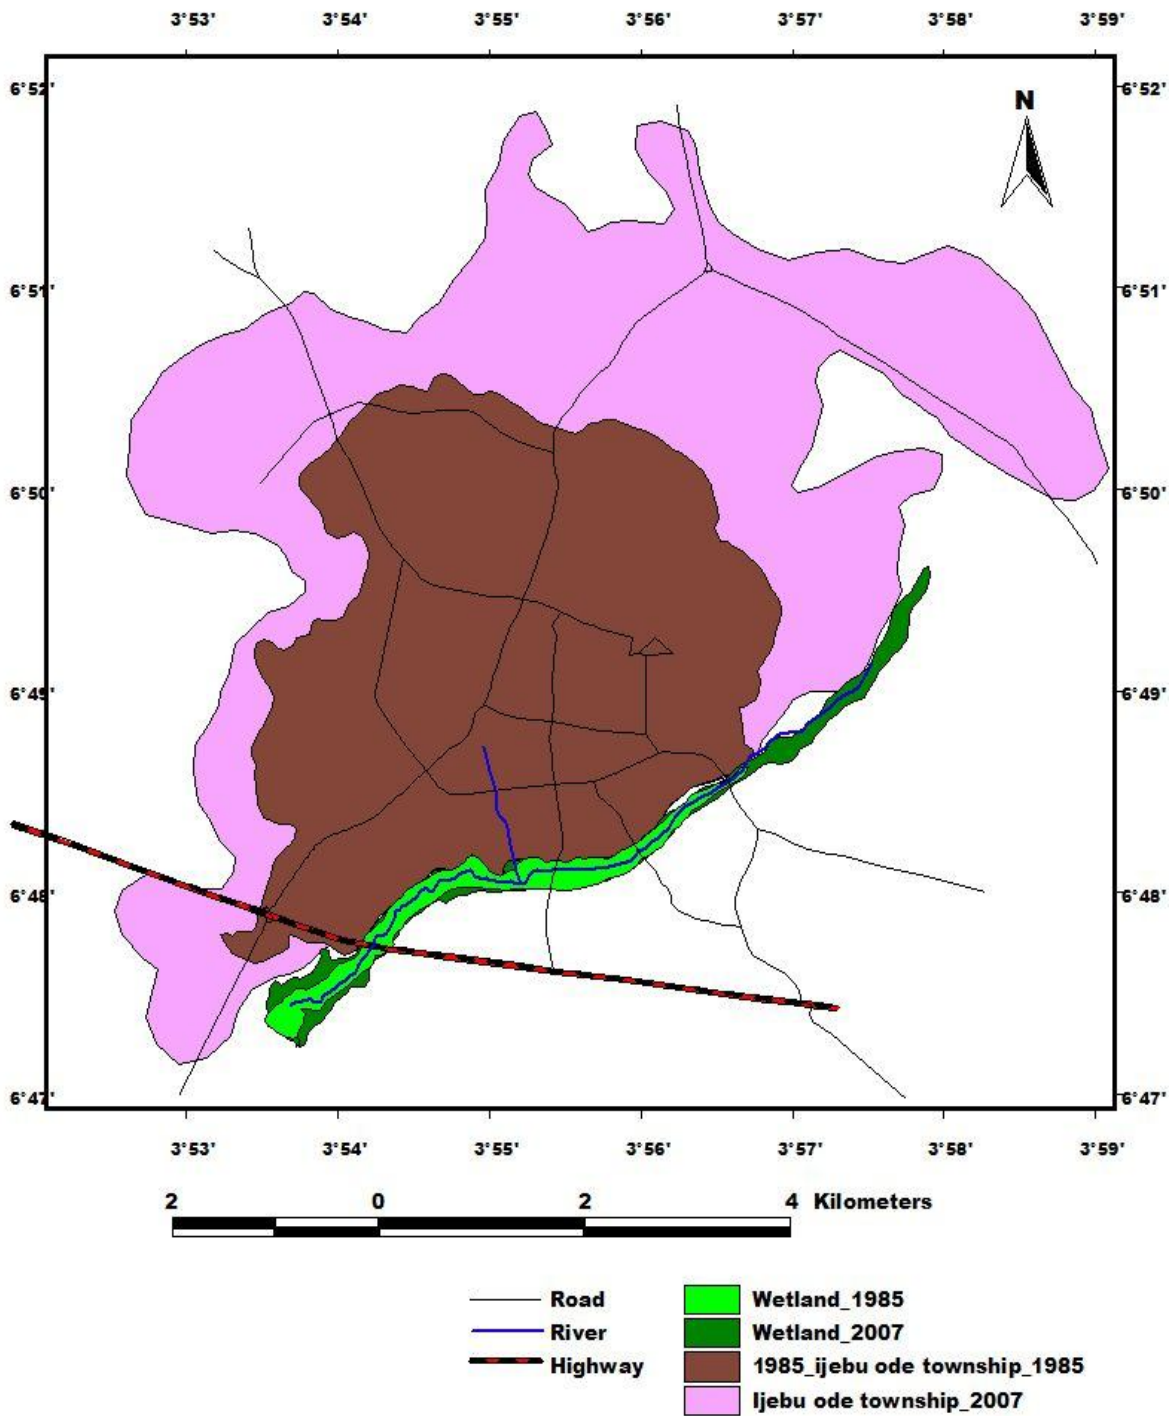 3°53' 3°54' 3°55' 3°56' 3°57' 3°58' 3°59'
6°52' 6°52'
N
6°51' 6°51'
6°50' 6°50'
6°49' 6°49'
6°48' 6°48'
6°47' 6°47'
3°53' 3°54' 3°55' 3°56' 3°57' 3°58' 3°59'
2 0 2 4 Kilometers
Road
River
Highway
Wetland_1985
Wetland_2007
1985_ijebu ode township_1985
Ijebu ode township_2007